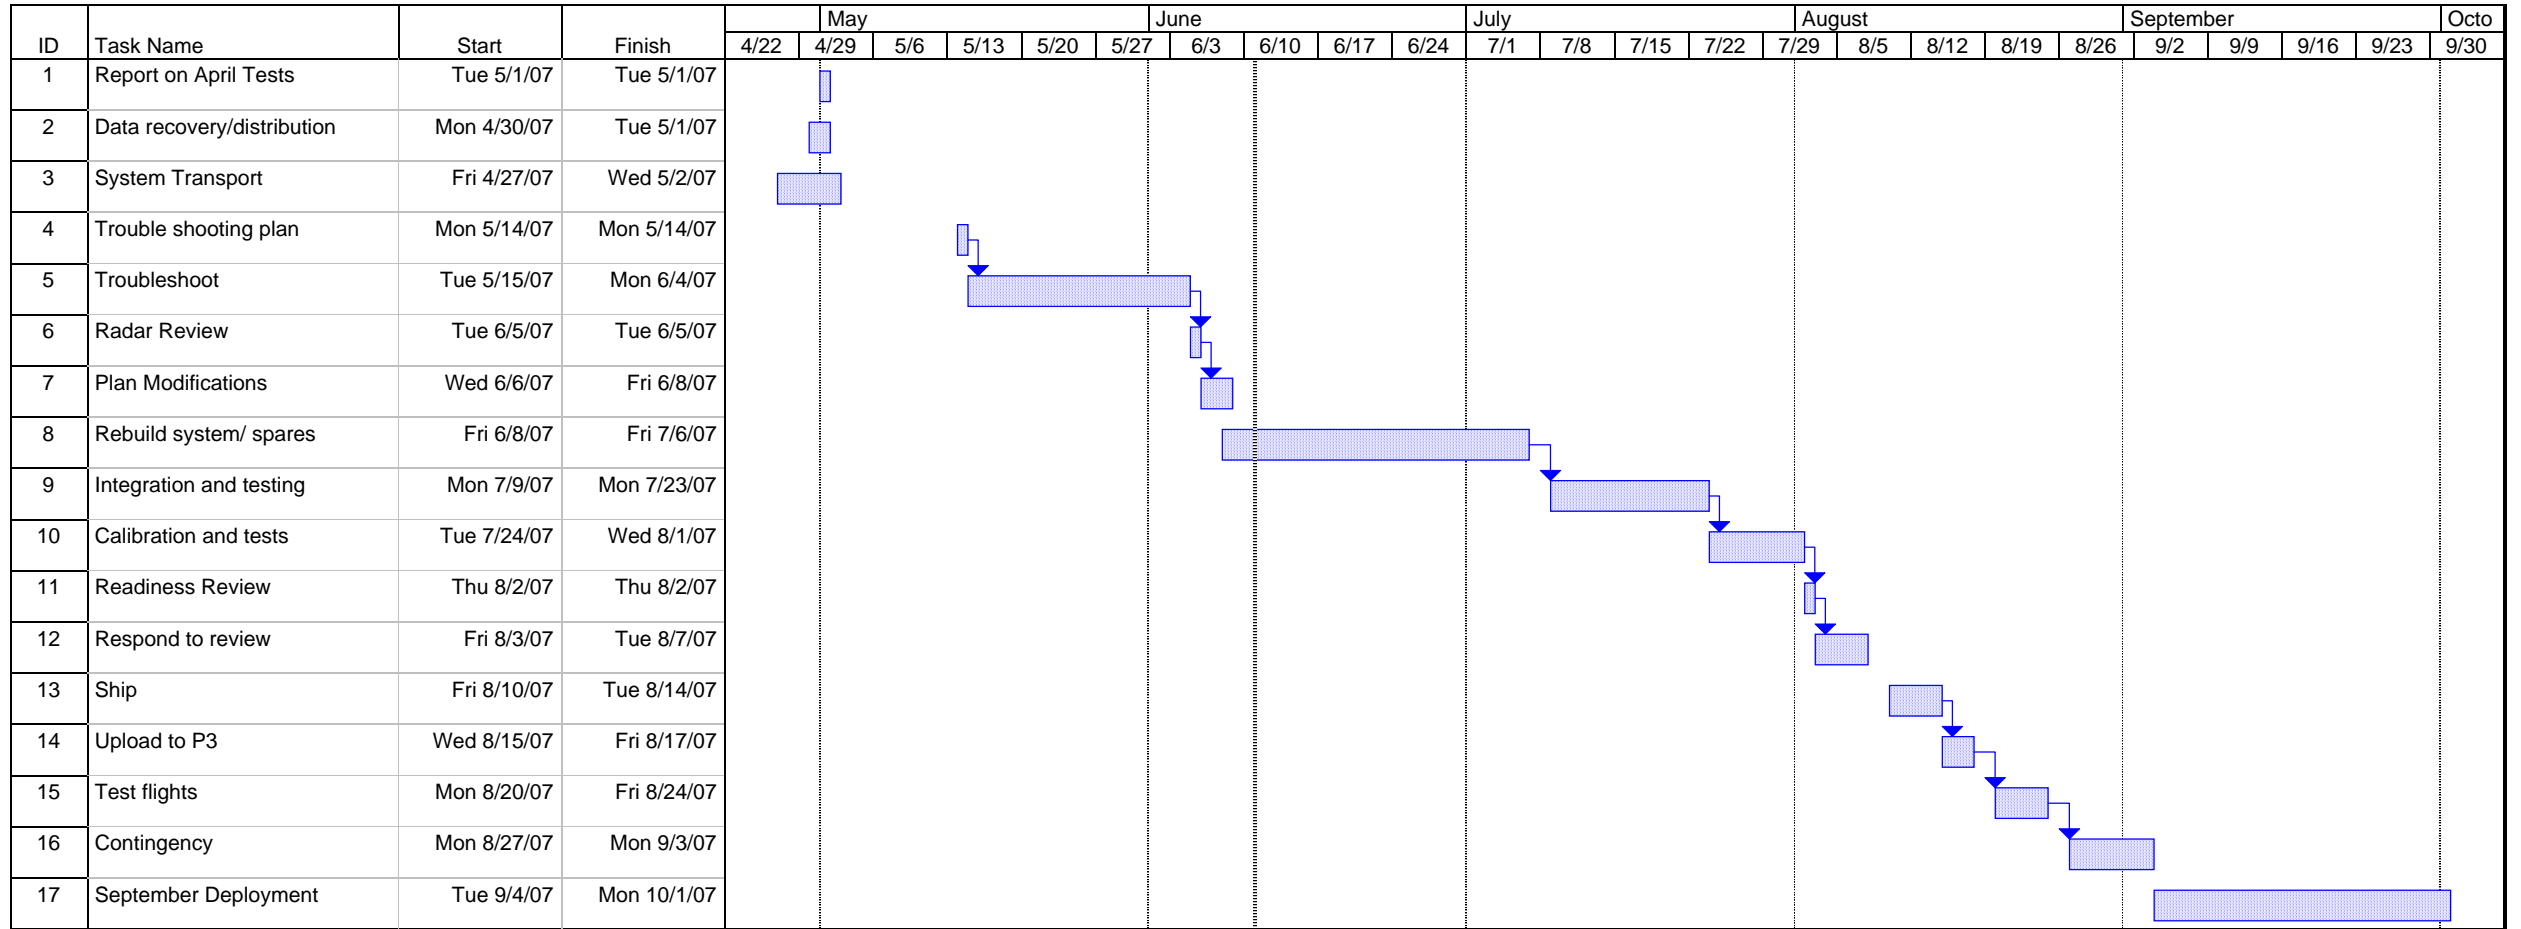 May June July August September Octo
ID Task Name Start Finish 4/22 4/29 5/6 5/13 5/20 5/27 6/3 6/10 6/17 6/24 7/1 7/8 7/15 7/22 7/29 8/5 8/12 8/19 8/26 9/2 9/9 9/16 9/23 9/30
1 Report on April Tests Tue 5/1/07 Tue 5/1/07
2 Data recovery/distribution Mon 4/30/07 Tue 5/1/07
3 System Transport Fri 4/27/07 Wed 5/2/07
4 Trouble shooting plan Mon 5/14/07 Mon 5/14/07
5 Troubleshoot Tue 5/15/07 Mon 6/4/07
6 Radar Review Tue 6/5/07 Tue 6/5/07
7 Plan Modifications Wed 6/6/07 Fri 6/8/07
8 Rebuild system/ spares Fri 6/8/07 Fri 7/6/07
9 Integration and testing Mon 7/9/07 Mon 7/23/07
10 Calibration and tests Tue 7/24/07 Wed 8/1/07
11 Readiness Review Thu 8/2/07 Thu 8/2/07
12 Respond to review Fri 8/3/07 Tue 8/7/07
13 Ship Fri 8/10/07 Tue 8/14/07
14 Upload to P3 Wed 8/15/07 Fri 8/17/07
15 Test flights Mon 8/20/07 Fri 8/24/07
16 Contingency Mon 8/27/07 Mon 9/3/07
17 September Deployment Tue 9/4/07 Mon 10/1/07